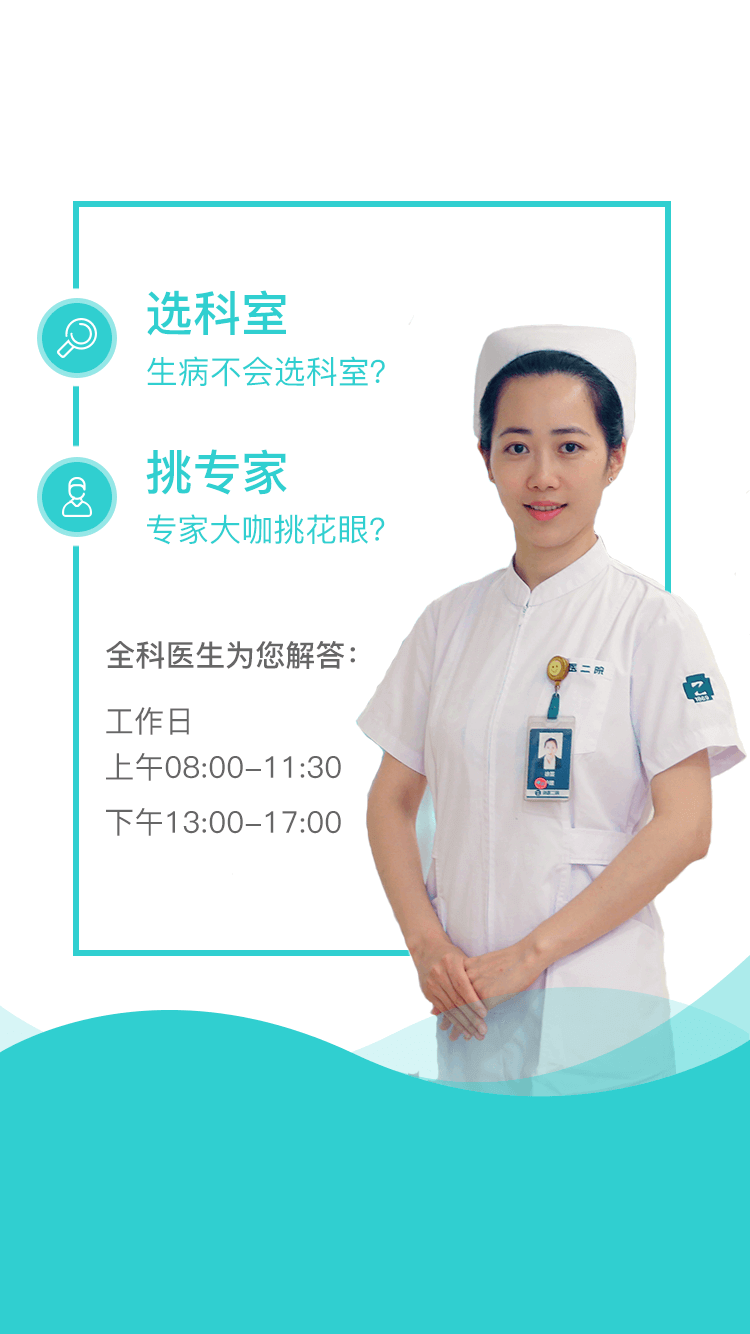 选科室
生病不会选科室？
挑专家
专家大咖挑花眼？
全科医生为您解答：
工作日
上午08:00-11:30
下午13:00-17:00
医二院
1869